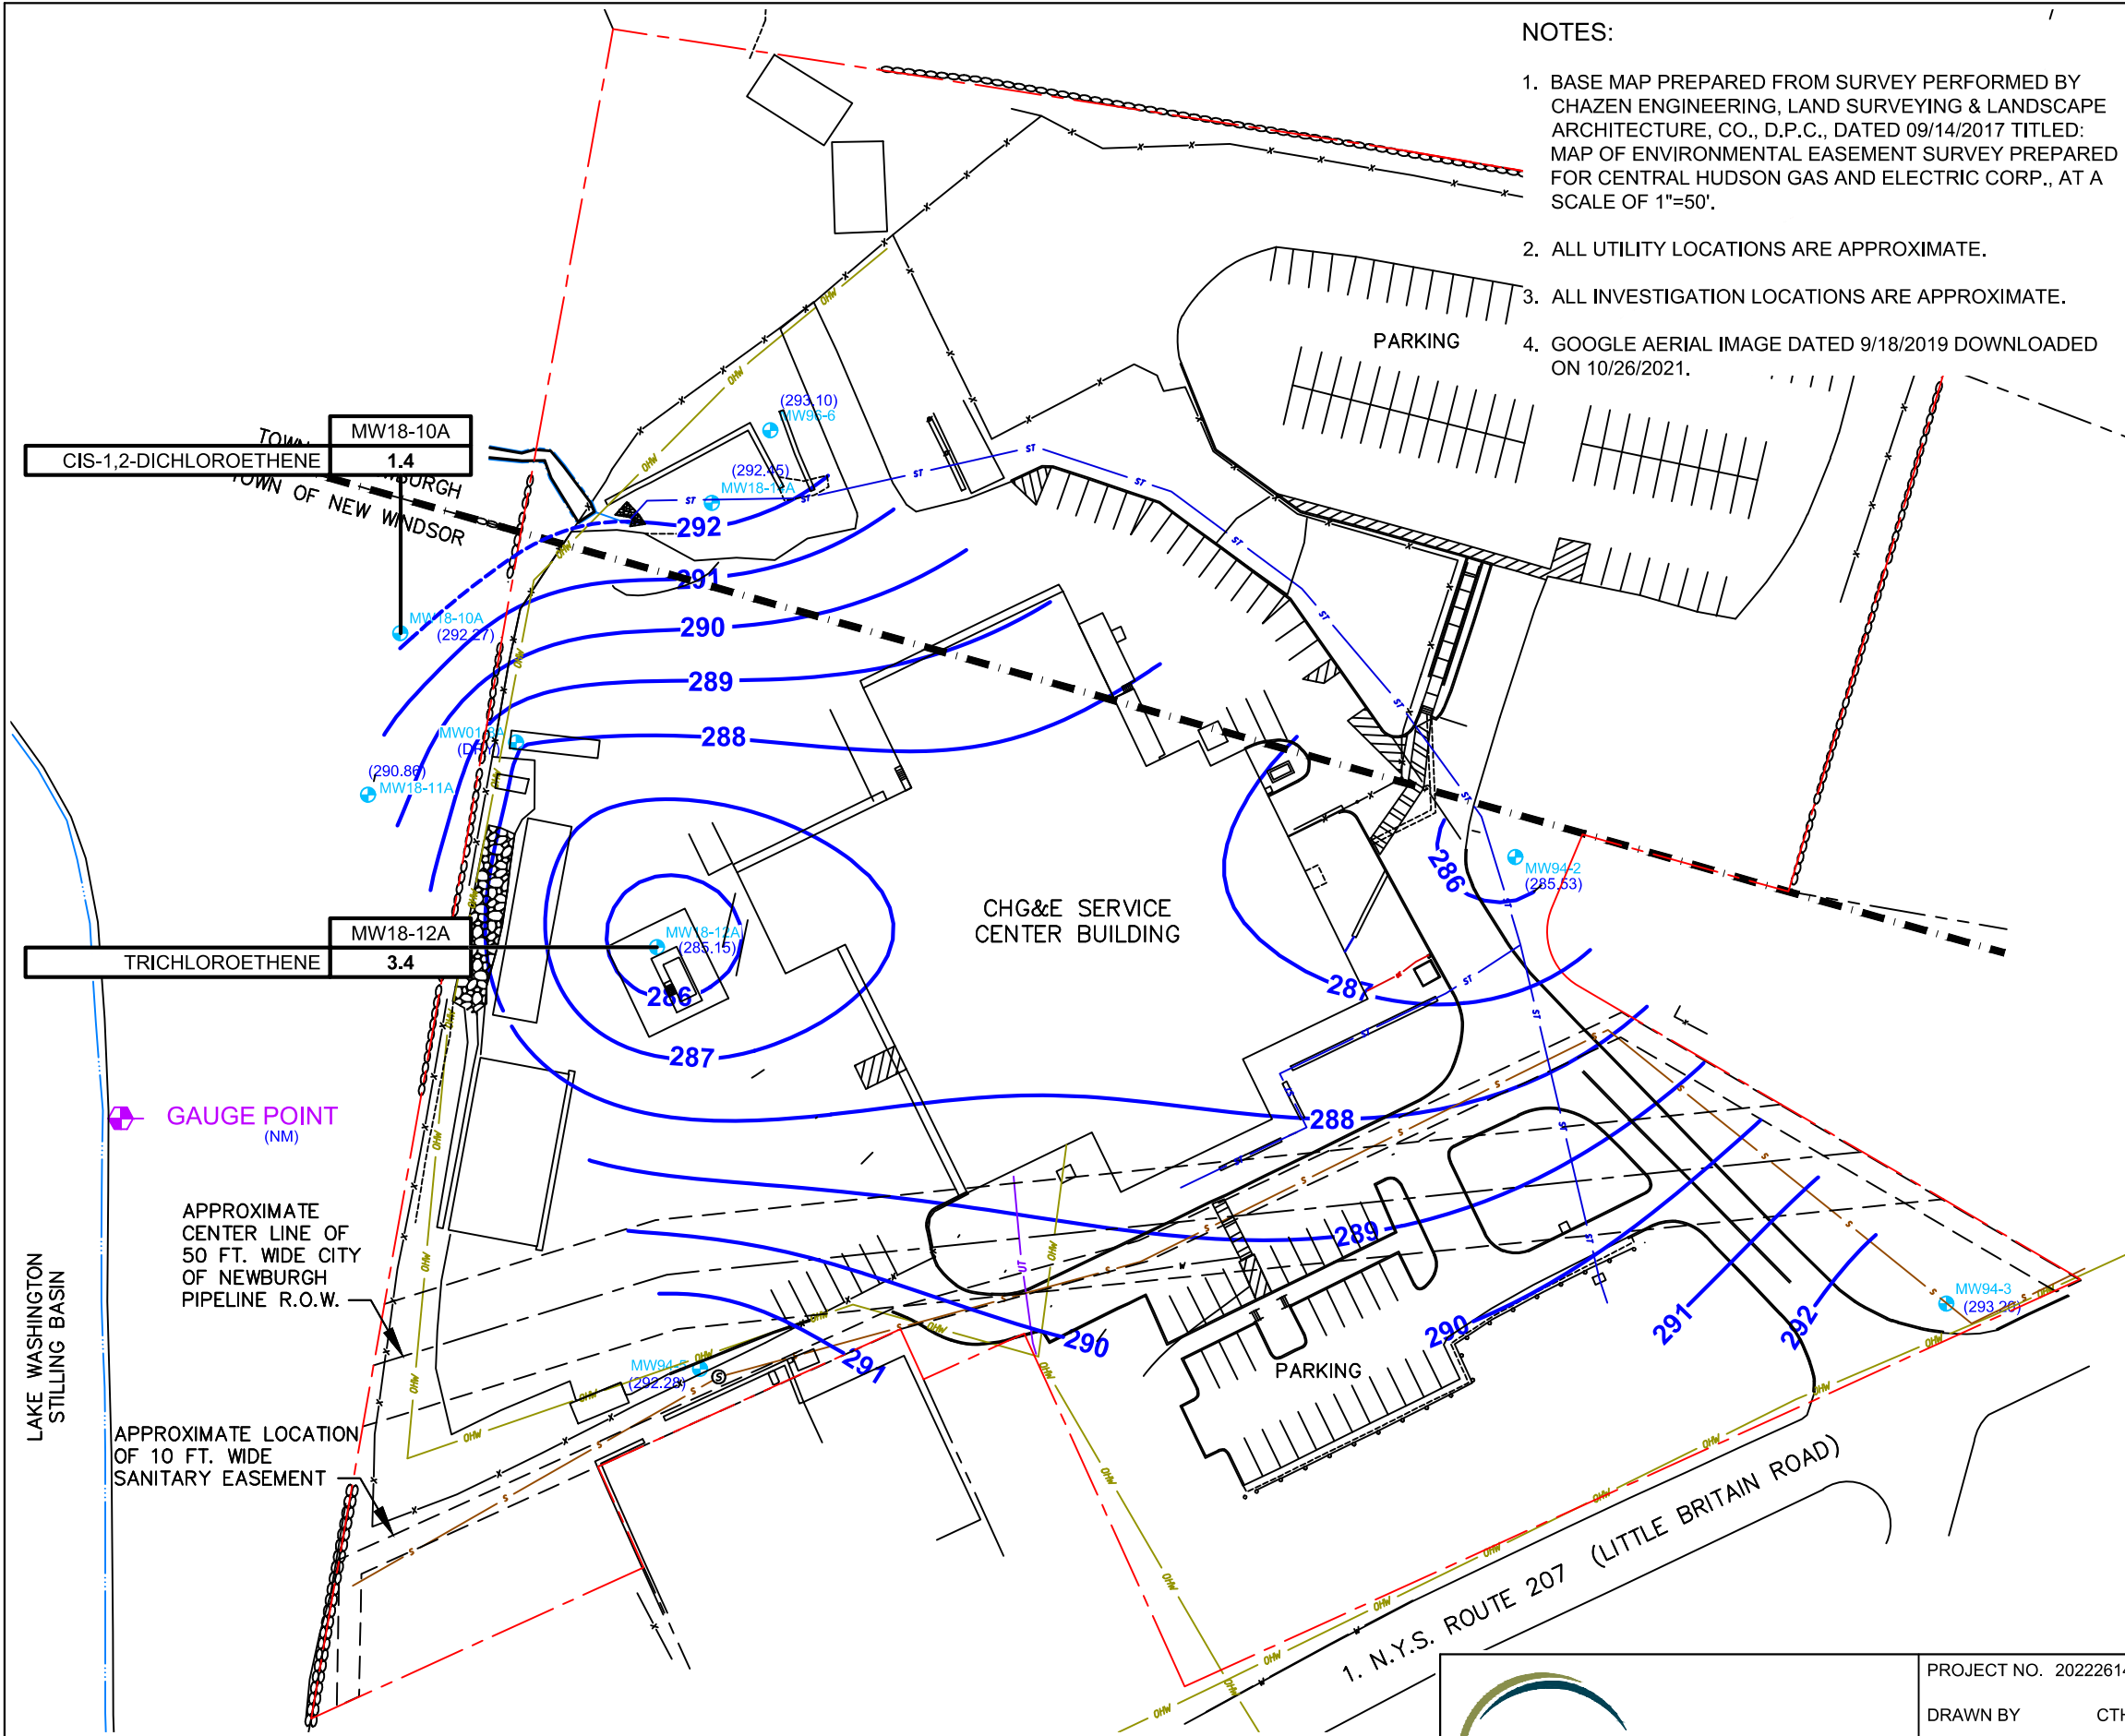 NOTES:
1. BASE MAP PREPARED FROM SURVEY PERFORMED BY
CHAZEN ENGINEERING, LAND SURVEYING & LANDSCAPE
ARCHITECTURE, CO., D.P.C., DATED 09/14/2017 TITLED:
MAP OF ENVIRONMENTAL EASEMENT SURVEY PREPARED
FOR CENTRAL HUDSON GAS AND ELECTRIC CORP., AT A
SCALE OF 1"=50'.
2. ALL UTILITY LOCATIONS ARE APPROXIMATE.
3. ALL INVESTIGATION LOCATIONS ARE APPROXIMATE.
4. GOOGLE AERIAL IMAGE DATED 9/18/2019 DOWNLOADED
ON 10/26/2021.
PARKING
(293.10)
MW96-6
MW18-10A
CIS-1,2-DICHLOROETHENE 1.4
TOWN OF NEW WINDSOR
(292.45)
292
291
290
289
288
MW18-10A
(292.27)
(290.86)
MW18-11A
MW94-2
(285.53)
286
287
CHG&E SERVICE
CENTER BUILDING
MW18-12A
TRICHLOROETHENE 3.4
MW18-12A
(285.15)
286
287
288
289
290
291
GAUGE POINT
(NM)
APPROXIMATE
CENTER LINE OF
50 FT. WIDE CITY
OF NEWBURGH
PIPELINE R.O.W.
LAKE WASHINGTON
STILLING BASIN
APPROXIMATE LOCATION
OF 10 FT. WIDE
SANITARY EASEMENT
(292.28)
290
291
292
MW94-3
(293.20)
PARKING
1. N.Y.S. ROUTE 207 (LITTLE BRITAIN ROAD)
PROJECT NO. 2022261
DRAWN BY